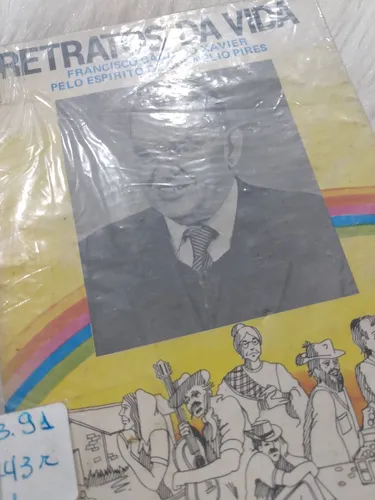 RETRATOS DA VIDA
FRANCISCO XAVIER
PELO ESPÍRITO PIRES
3.91
43r